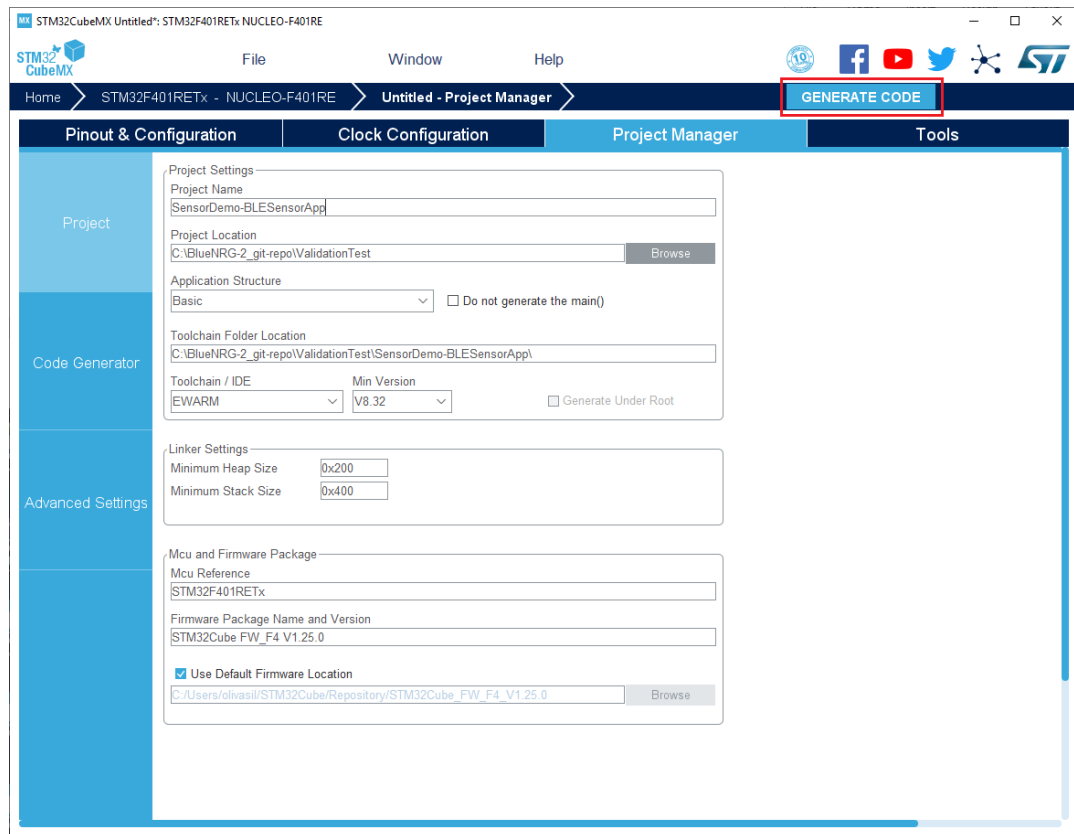 MX STM32CubeMX Untitled*: STM32F401RETx NUCLEO-F401RE
STM32 CubeMX
File Window Help
10
Home STM32F401RETx - NUCLEO-F401RE Untitled - Project Manager GENERATE CODE
Pinout & Configuration Clock Configuration Project Manager Tools
Project
Code Generator
Advanced Settings
Project Settings
Project Name
SensorDemo-BLESensorApp
Project Location
C:\BlueNRG-2_git-repo\ValidationTest Browse
Application Structure
Basic Do not generate the main()
Toolchain Folder Location
C:\BlueNRG-2_git-repo\ValidationTest\SensorDemo-BLESensorApp\
Toolchain / IDE Min Version
EWARM V8.32 Generate Under Root
Linker Settings
Minimum Heap Size 0x200
Minimum Stack Size 0x400
Mcu and Firmware Package
Mcu Reference
STM32F401RETx
Firmware Package Name and Version
STM32Cube FW_F4 V1.25.0
Use Default Firmware Location
C:/Users/olivasil/STM32Cube/Repository/STM32Cube_FW_F4_V1.25.0 Browse